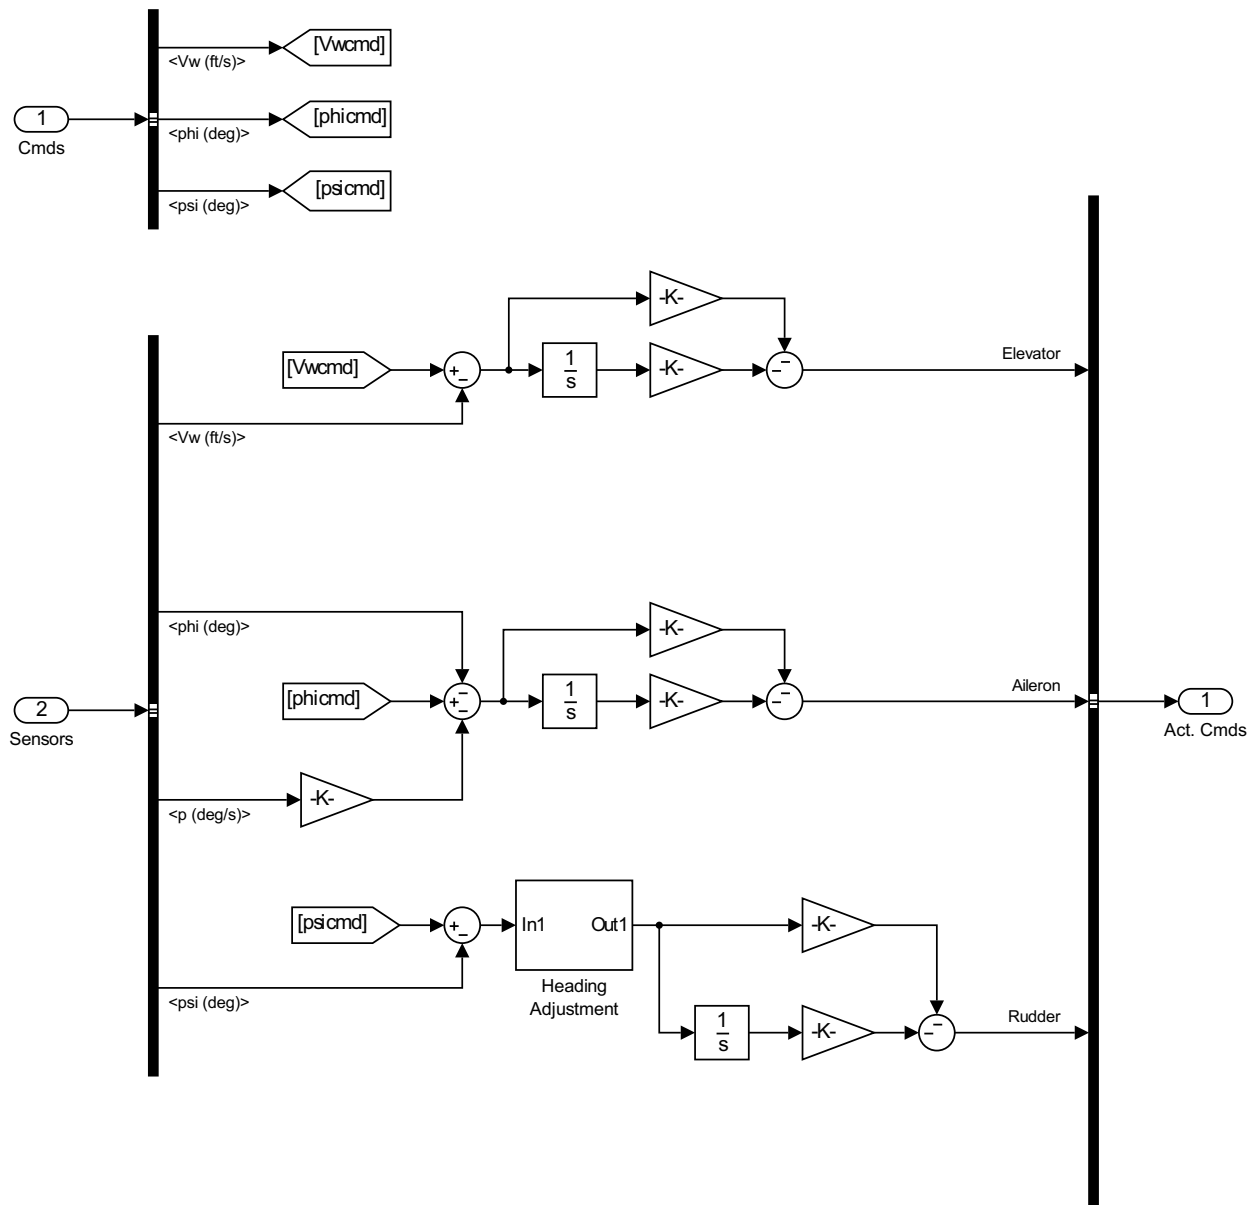 [Vwcmd]
<Vw (ft/s)>
1
[phicmd]
<phi (deg)>
Cmds
[psicmd]
<psi (deg)>
-K-
[Vwcmd]
+
−
1
s
-K-
−
−
Elevator
<Vw (ft/s)>
<phi (deg)>
-K-
[phicmd]
+
−
−
1
s
-K-
−
−
Aileron
2
Sensors
1
Act. Cmds
-K-
<p (deg/s)>
[psicmd]
+
−
In1
Out1
-K-
Heading
Adjustment
<psi (deg)>
1
s
-K-
−
−
Rudder